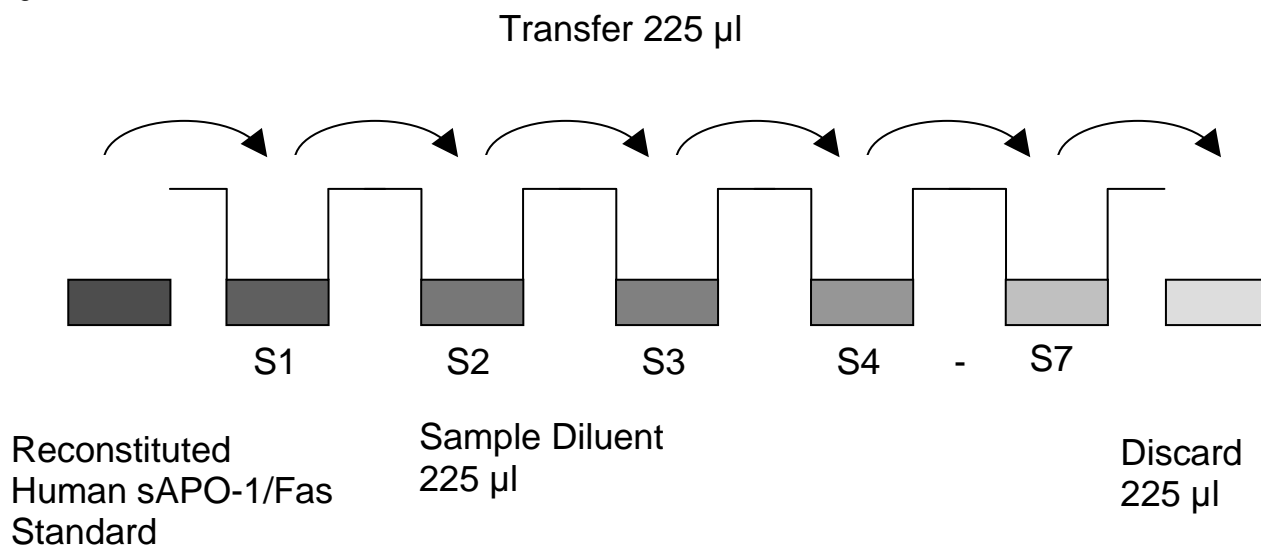 Transfer 225 µl
S1 S2 S3 S4 - S7
Reconstituted
Human sAPO-1/Fas
Standard
Sample Diluent
225 µl
Discard
225 µl